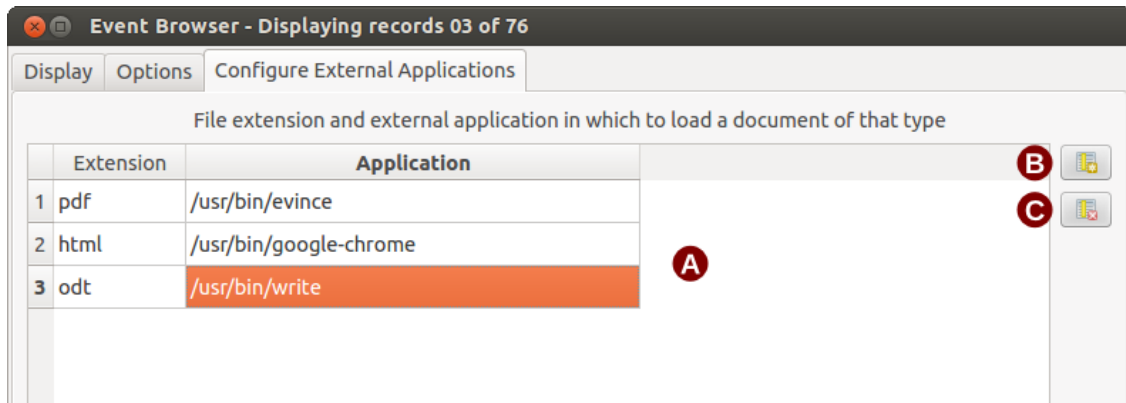 Event Browser - Displaying records 03 of 76
Display Options Configure External Applications
File extension and external application in which to load a document of that type
Extension Application B
1 pdf /usr/bin/evince C
2 html /usr/bin/google-chrome
A
3 odt /usr/bin/write